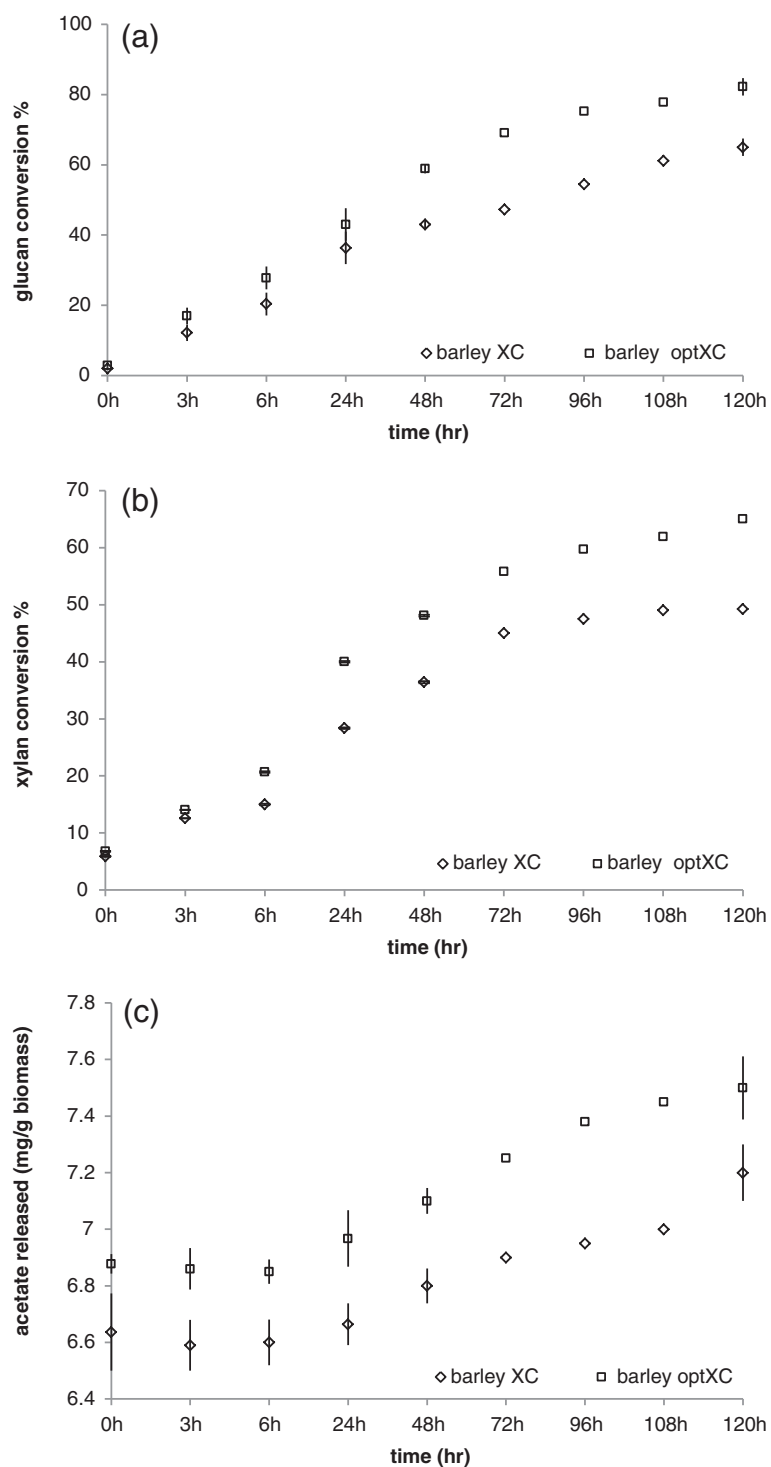 (a)
glucan conversion %
100
80
60
40
20
0
barley XC barley optXC
0h 3h 6h 24h 48h 72h 96h 108h 120h
time (hr)
(b)
xylan conversion %
70
60
50
40
30
20
10
0
barley XC barley optXC
0h 3h 6h 24h 48h 72h 96h 108h 120h
time (hr)
(c)
acetate released (mg/g biomass)
7.8
7.6
7.4
7.2
7
6.8
6.6
6.4
barley XC barley optXC
0h 3h 6h 24h 48h 72h 96h 108h 120h
time (hr)